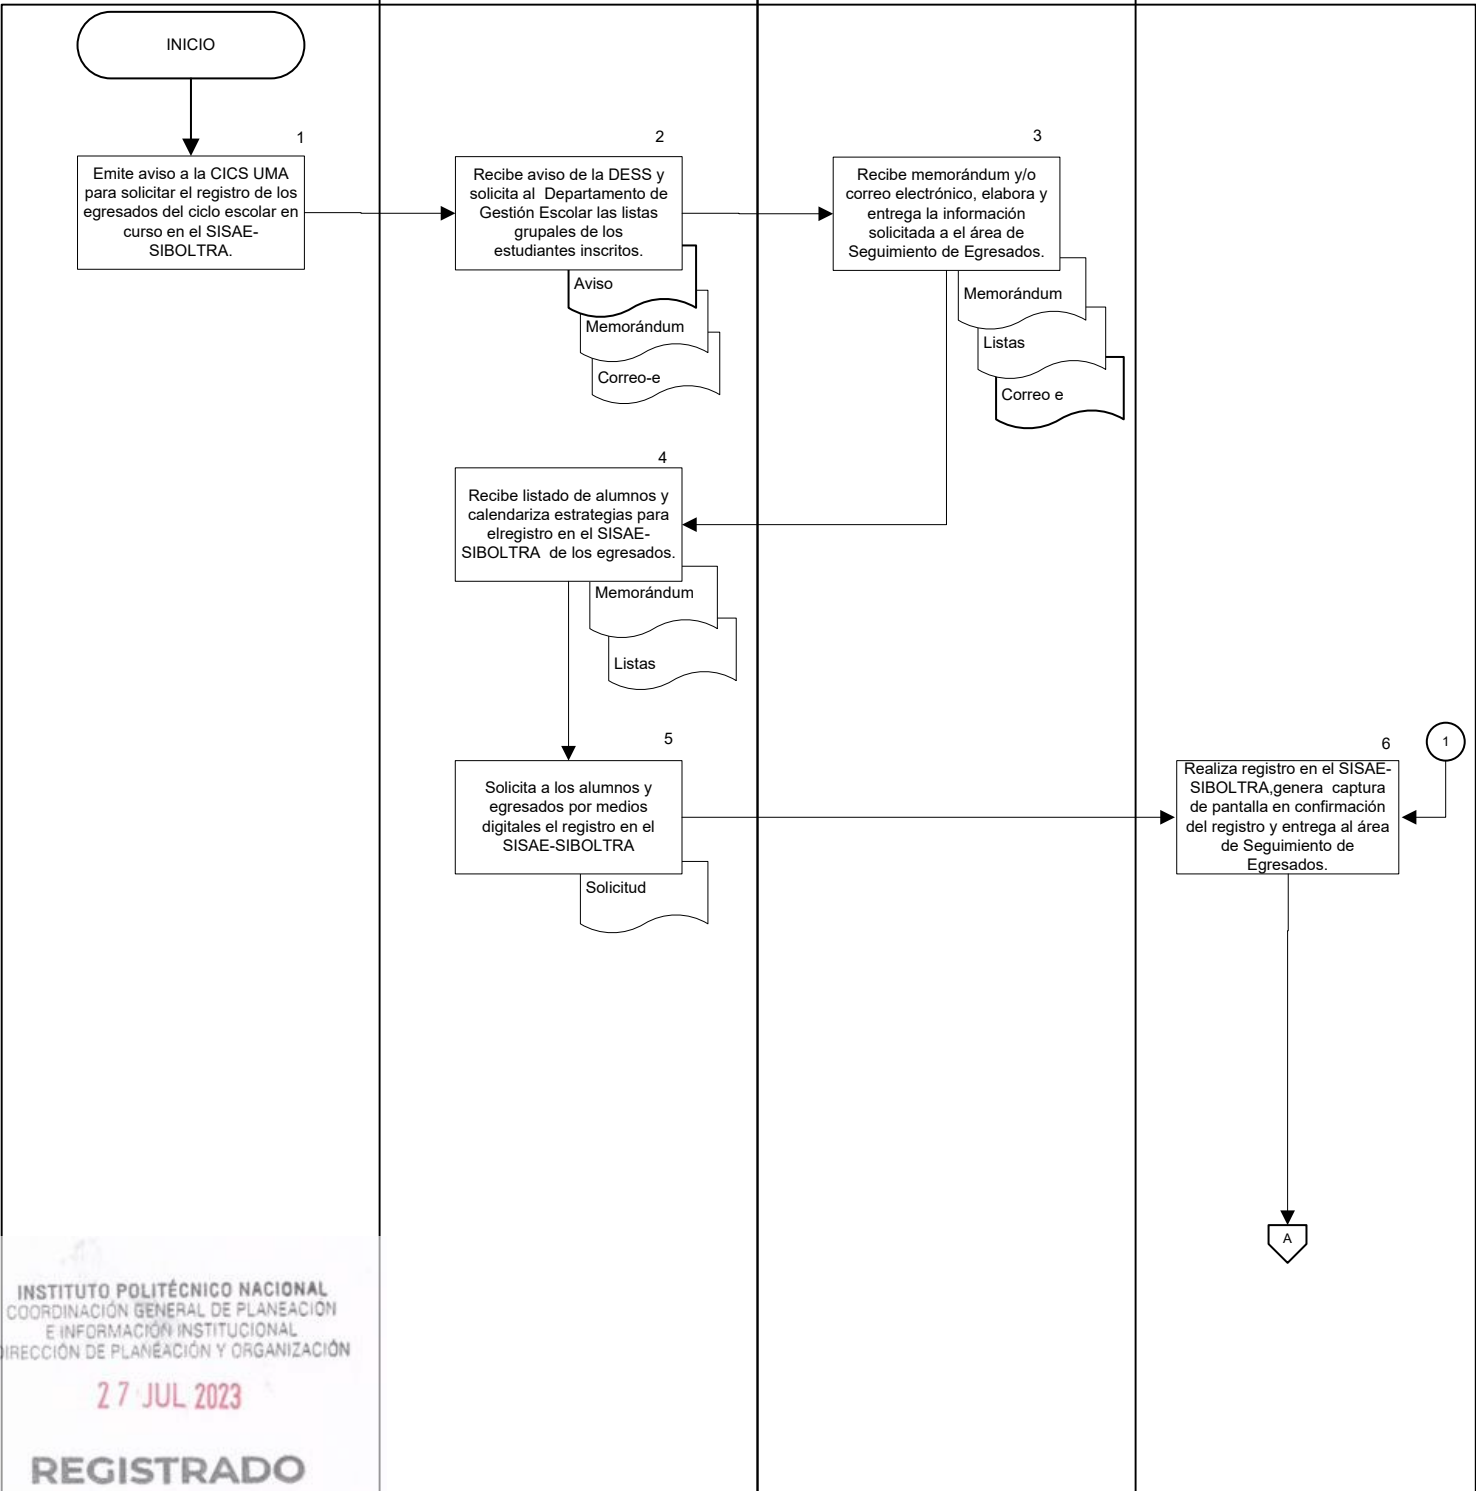 INICIO
1
Emite aviso a la CICS UMA
para solicitar el registro de los
egresados del ciclo escolar en
curso en el SISAE-
SIBOLTRA.
2
Recibe aviso de la DESS y
solicita al Departamento de
Gestión Escolar las listas
grupales de los
estudiantes inscritos.
Aviso
Memorándum
Correo-e
3
Recibe memorándum y/o
correo electrónico, elabora y
entrega la información
solicitada a el área de
Seguimiento de Egresados.
Memorándum
Listas
Correo e
4
Recibe listado de alumnos y
calendariza estrategias para
elregistro en el SISAE-
SIBOLTRA de los egresados.
Memorándum
Listas
5
Solicita a los alumnos y
egresados por medios
digitales el registro en el
SISAE-SIBOLTRA
Solicitud
6
1
Realiza registro en el SISAE-
SIBOLTRA,genera captura
de pantalla en confirmación
del registro y entrega al área
de Seguimiento de
Egresados.
A
INSTITUTO POLITÉCNICO NACIONAL
COORDINACIÓN GENERAL DE PLANEACIÓN
E INFORMACIÓN INSTITUCIONAL
DIRECCIÓN DE PLANEACIÓN Y ORGANIZACIÓN
27 JUL 2023
REGISTRADO